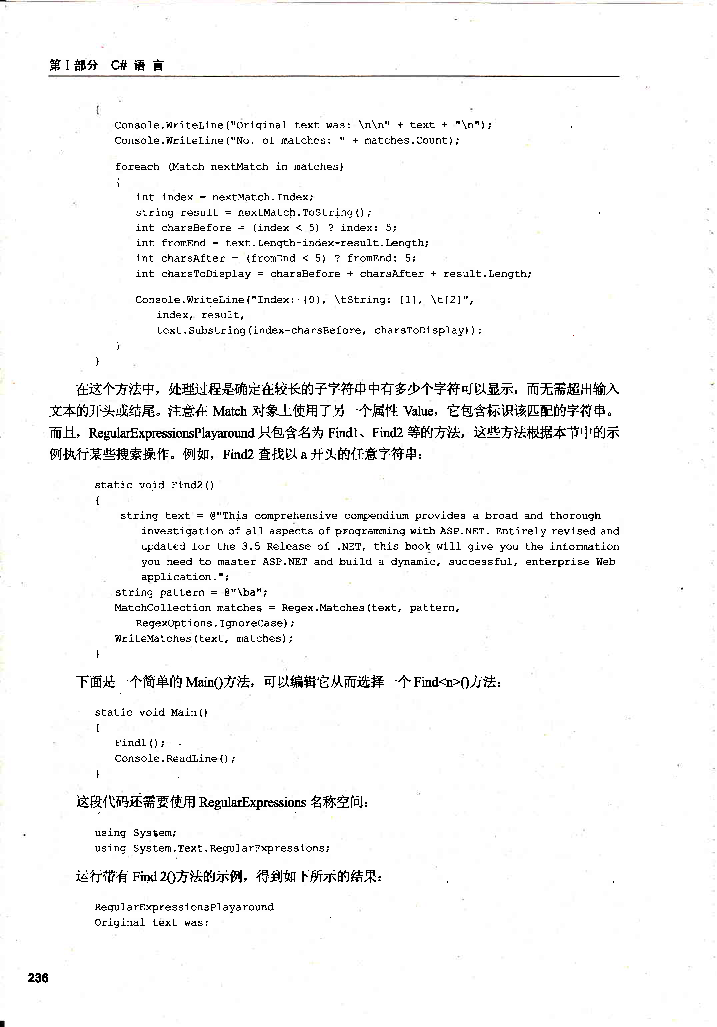 第 I 部分 C# 语 言
{
Console.WriteLine("Original text was: \n\n" + text + "\n");
Console.WriteLine("No. of matches: " + matches.Count);
foreach (Match nextMatch in matches)
{
int index = nextMatch.Index;
string result = nextMatch.ToString();
int charsBefore = (index < 5) ? index: 5;
int fromEnd = text.Length-index-result.Length;
int charsAfter = (fromEnd < 5) ? fromEnd: 5;
int charsToDisplay = charsBefore + charsAfter + result.Length;
Console.WriteLine("Index: {0}, \tString: {1}, \t{2}",
index, result,
text.Substring(index-charsBefore, charsToDisplay));
}
}
在这个方法中，处理过程是确定在较长的子字符串中有多少个字符可以显示，而无需超出输入
文本的开头或结尾。注意在 Match 对象上使用了另一个属性 Value，它包含标识该匹配的字符串。
而且，RegularExpressionsPlayaround 只包含名为 Find1、Find2 等的方法，这些方法根据本节中的示
例执行某些搜索操作。例如，Find2 查找以 a 开头的任意字符串：
static void Find2()
{
string text = @"This comprehensive compendium provides a broad and thorough
investigation of all aspects of programming with ASP.NET. Entirely revised and
updated for the 3.5 Release of .NET, this book will give you the information
you need to master ASP.NET and build a dynamic, successful, enterprise Web
application.";
string pattern = @"\ba";
MatchCollection matches = Regex.Matches(text, pattern,
RegexOptions.IgnoreCase);
WriteMatches(text, matches);
}
下面是一个简单的 Main()方法，可以编辑它从而选择一个 Find<n>()方法：
static void Main()
{
Find1();
Console.ReadLine();
}
这段代码还需要使用 RegularExpressions 名称空间：
using System;
using System.Text.RegularExpressions;
运行带有 Find 2()方法的示例，得到如下所示的结果：
RegularExpressionsPlayaround
Original text was:
236